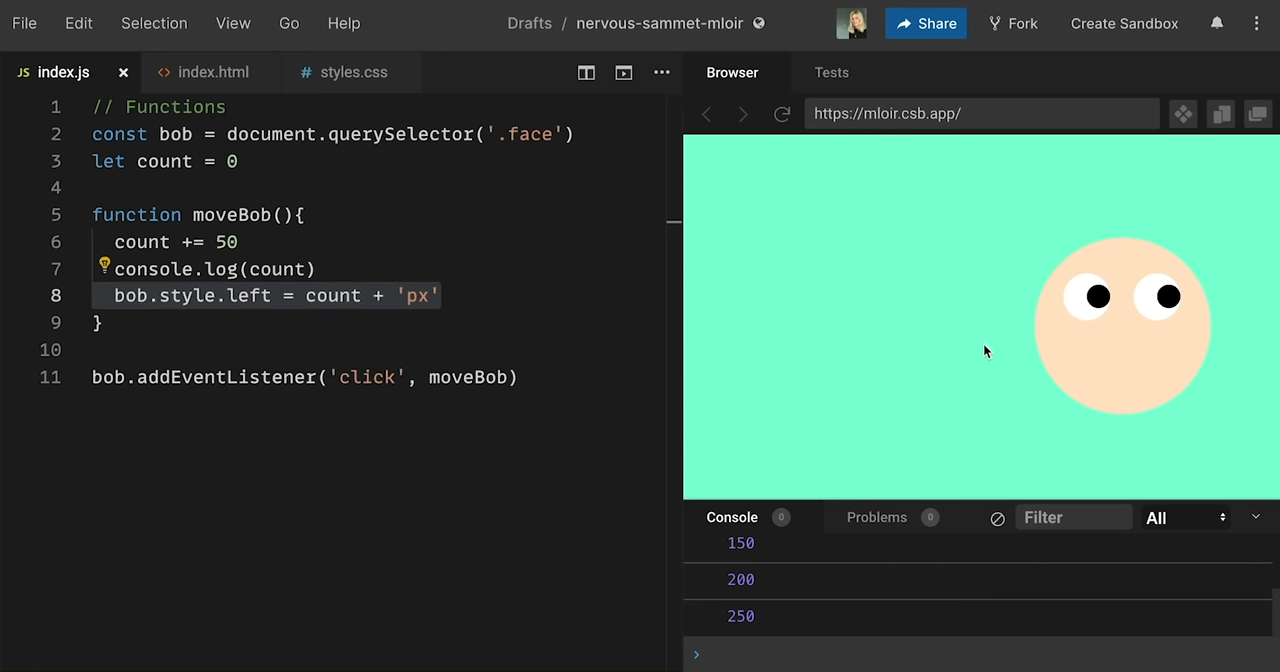 File Edit Selection View Go Help Drafts / nervous-sammet-mloir Share Fork Create Sandbox
JS index.js × <> index.html # styles.css ••• Browser Tests
https://mloir.csb.app/
1 // Functions
2 const bob = document.querySelector('.face')
3 let count = 0
4
5 function moveBob(){
6 count += 50
7 console.log(count)
8 bob.style.left = count + 'px'
9 }
10
11 bob.addEventListener('click', moveBob)
Console 0 Problems 0 Filter All
150
200
250
›